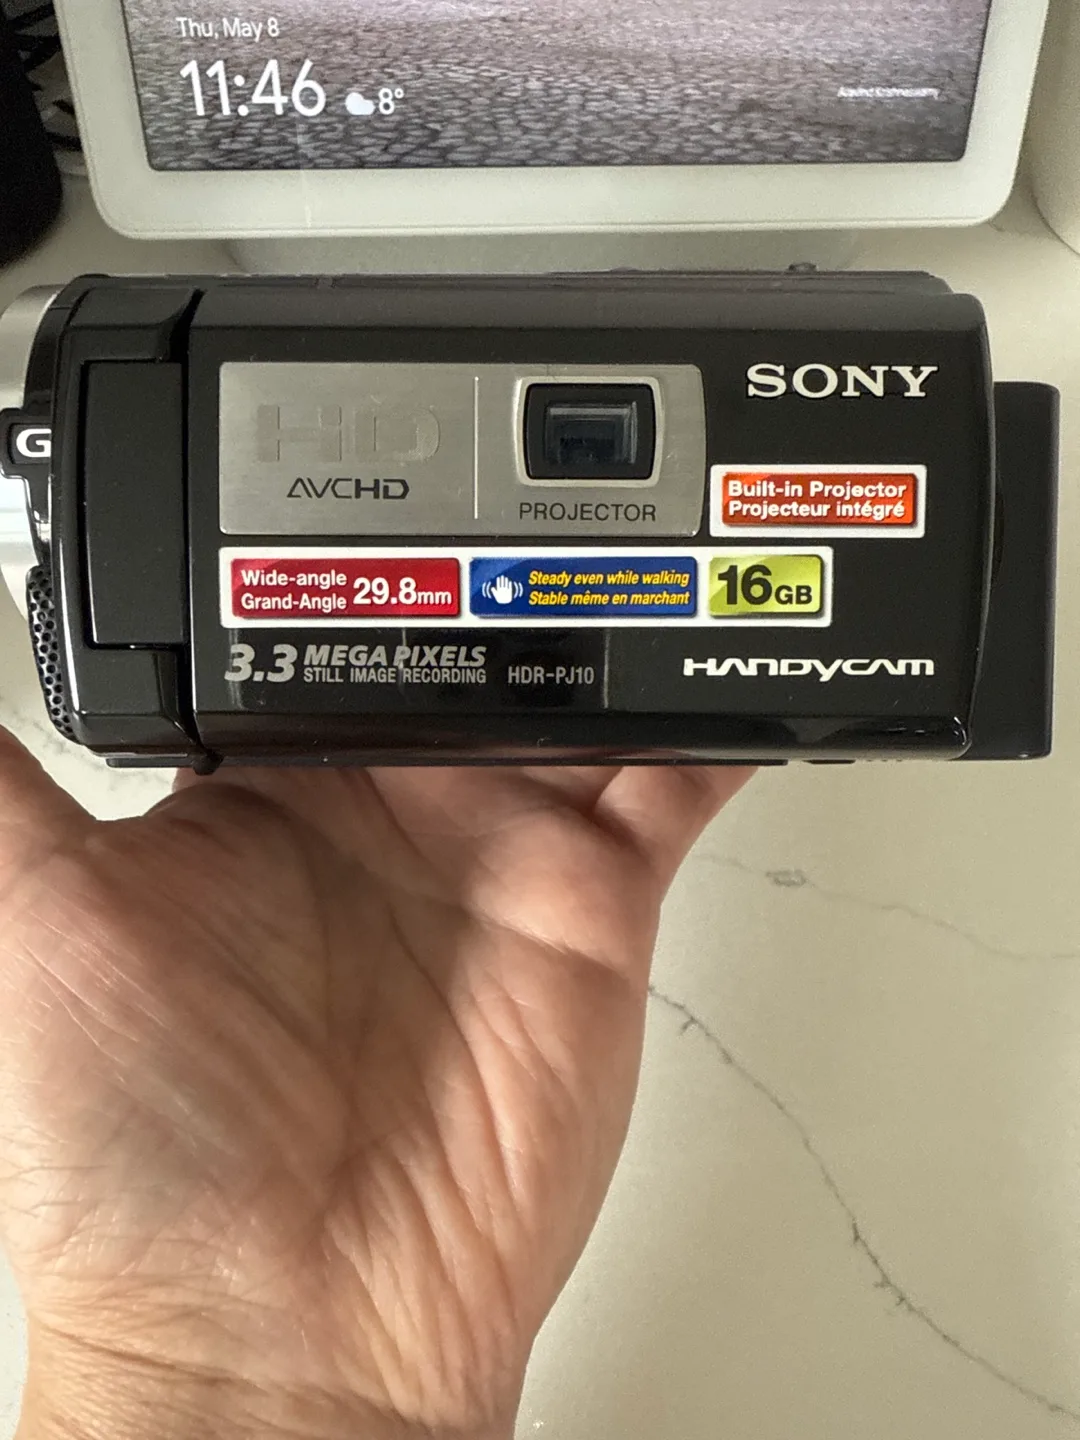 Thu, May 8
11:46
8°
SONY
HD
AVCHD
PROJECTOR
Built-in Projector
Projecteur intégré
G
Wide-angle
Grand-Angle
29.8mm
Steady even while walking
Stable même en marchant
16GB
3.3 MEGA PIXELS
STILL IMAGE RECORDING
HDR-PJ10
HANDYCAM